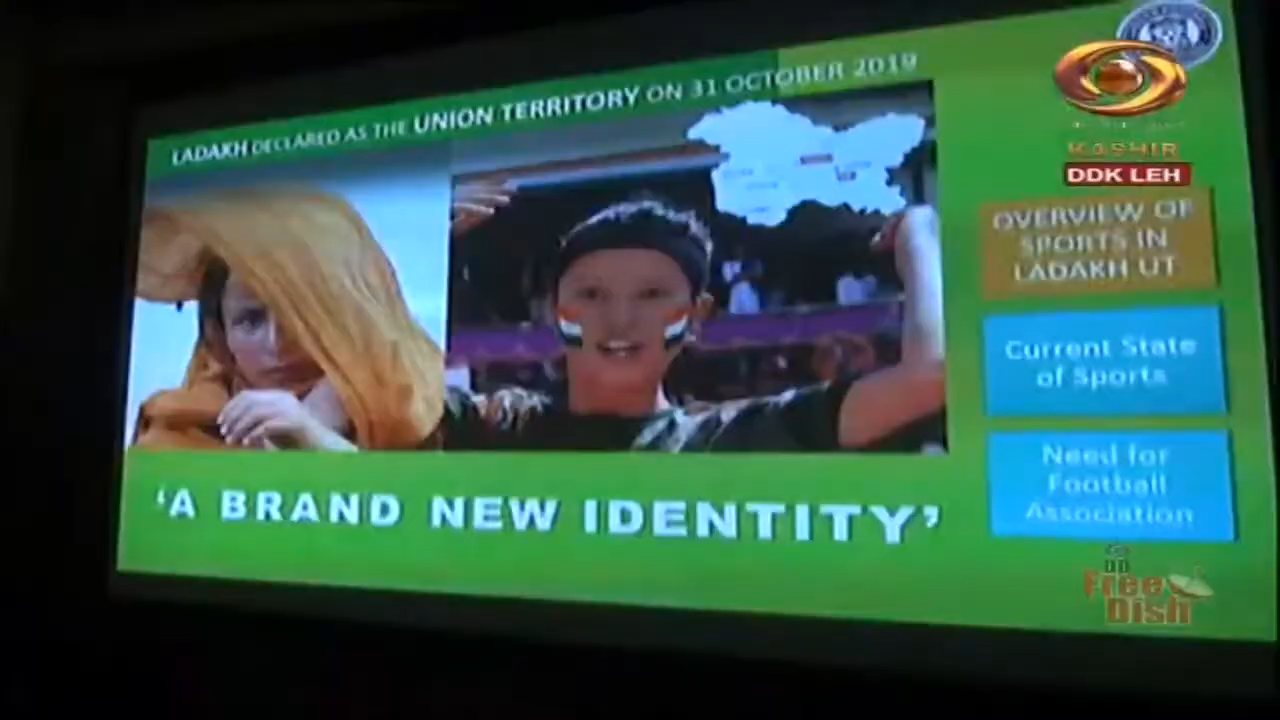 LADAKH DECLARED AS THE UNION TERRITORY ON 31 OCTOBER 2019
KASHIR
DDK LEH
OVERVIEW OF
SPORTS IN
LADAKH UT
Current State
of Sports
Need for
Football
Association
'A BRAND NEW IDENTITY'
DD
Free
Dish